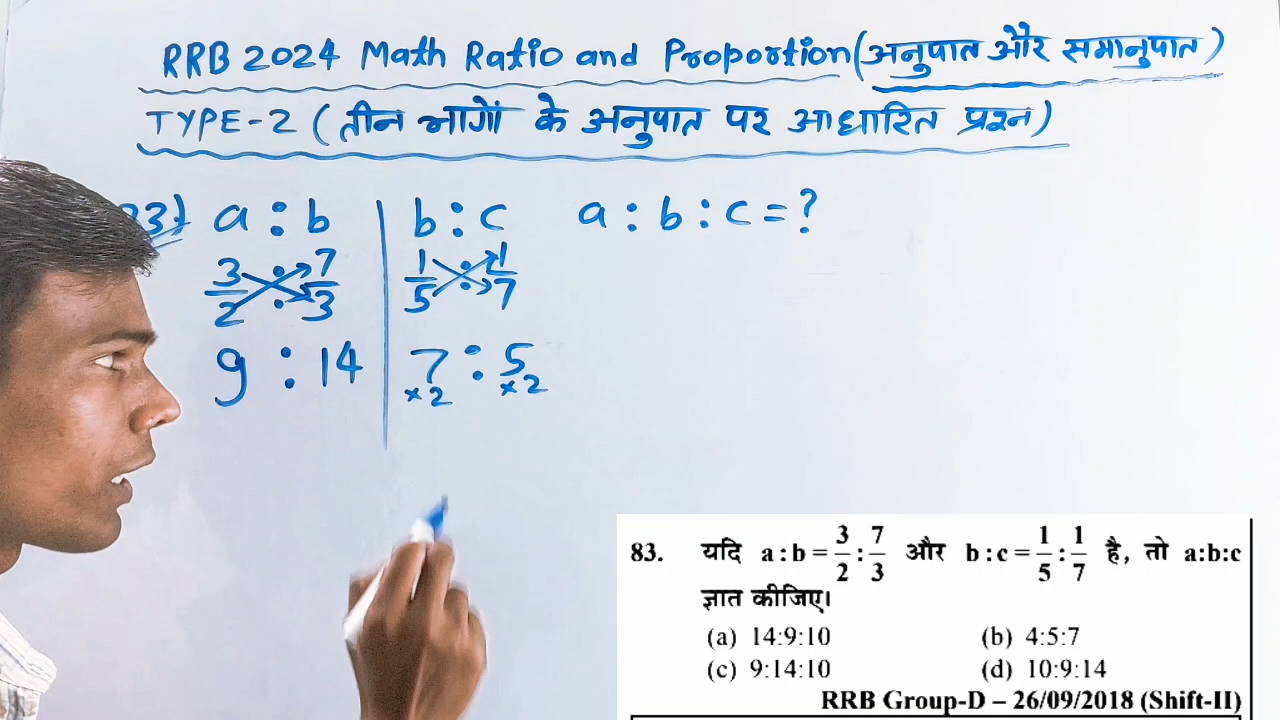 RRB 2024 Math Ratio and Proportion (अनुपात और समानुपात)
TYPE-2 (तीन भागों के अनुपात पर आधारित प्रश्न)
a : b | b : c a : b : c = ?
3/2 : 7/3 | 1/5 : 1/7
9 : 14 | 7 : 5
×2 ×2
83. यदि a : b = 3/2 : 7/3 और b : c = 1/5 : 1/7 है, तो a:b:c
ज्ञात कीजिए।
(a) 14:9:10 (b) 4:5:7
(c) 9:14:10 (d) 10:9:14
RRB Group-D – 26/09/2018 (Shift-II)